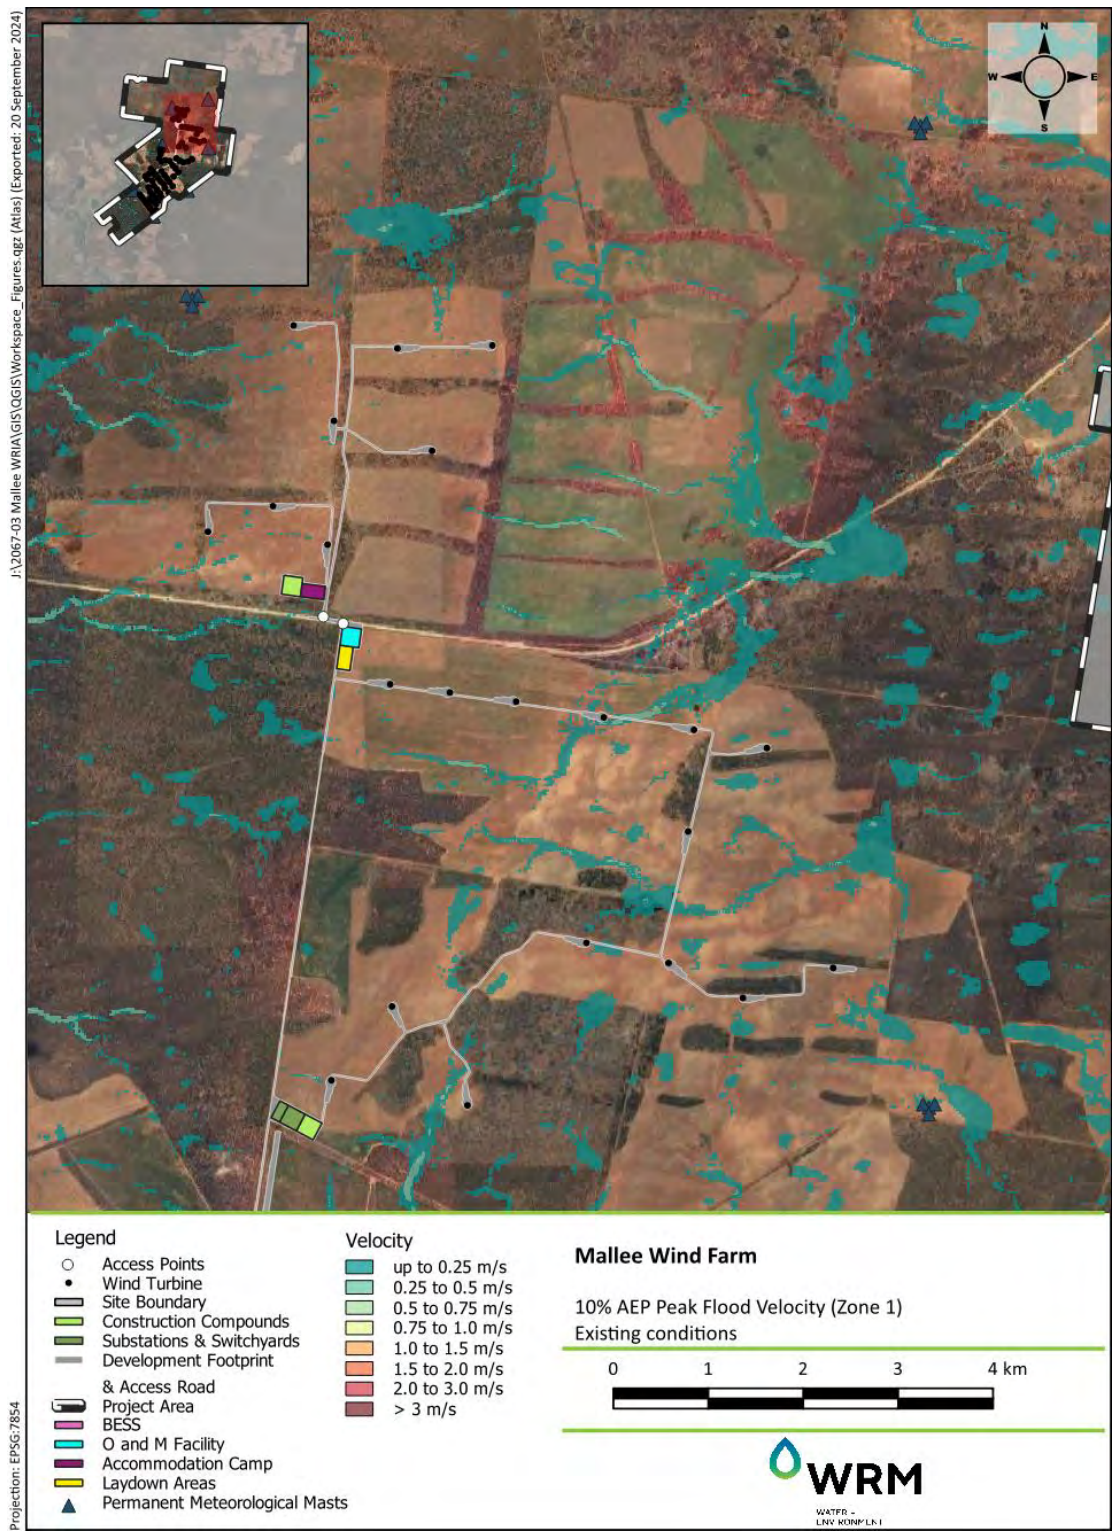 J:\2067-03 Mallee WRIA\GIS\QGIS\Workspace_Figures.qgz (Atlas) (Exported: 20 September 2024)
Projection: EPSG:7854
N
W
E
S
Legend
Access Points
Wind Turbine
Site Boundary
Construction Compounds
Substations & Switchyards
Development Footprint
& Access Road
Project Area
BESS
O and M Facility
Accommodation Camp
Laydown Areas
Permanent Meteorological Masts
Velocity
up to 0.25 m/s
0.25 to 0.5 m/s
0.5 to 0.75 m/s
0.75 to 1.0 m/s
1.0 to 1.5 m/s
1.5 to 2.0 m/s
2.0 to 3.0 m/s
> 3 m/s
Mallee Wind Farm
10% AEP Peak Flood Velocity (Zone 1)
Existing conditions
0 1 2 3 4 km
WRM
WATER +
ENVIRONMENT